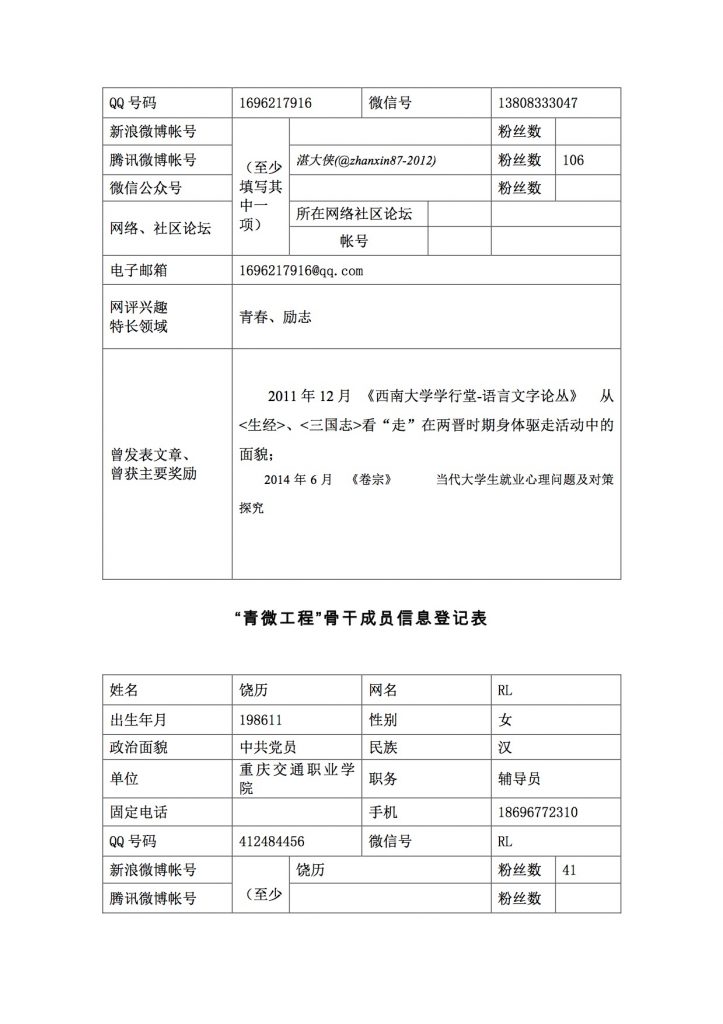 QQ 号码 1696217916 微信号 13808333047
新浪微博帐号 （至少填写其中一项） 粉丝数
腾讯微博帐号 湛大侠(@zhanxin87-2012) 粉丝数 106
微信公众号 粉丝数
网络、社区论坛 所在网络社区论坛
帐号
电子邮箱 1696217916@qq.com
网评兴趣
特长领域
青春、励志
曾发表文章、
曾获主要奖励
2011 年 12 月 《西南大学学行堂-语言文字论丛》 从
<生经>、<三国志>看“走”在两晋时期身体驱走活动中的
面貌；
2014 年 6 月 《卷宗》 当代大学生就业心理问题及对策
探究
“青微工程”骨干成员信息登记表
姓名 饶历 网名 RL
出生年月 198611 性别 女
政治面貌 中共党员 民族 汉
单位 重庆交通职业学院 职务 辅导员
固定电话 手机 18696772310
QQ 号码 412484456 微信号 RL
新浪微博帐号 （至少 饶历 粉丝数 41
腾讯微博帐号 粉丝数